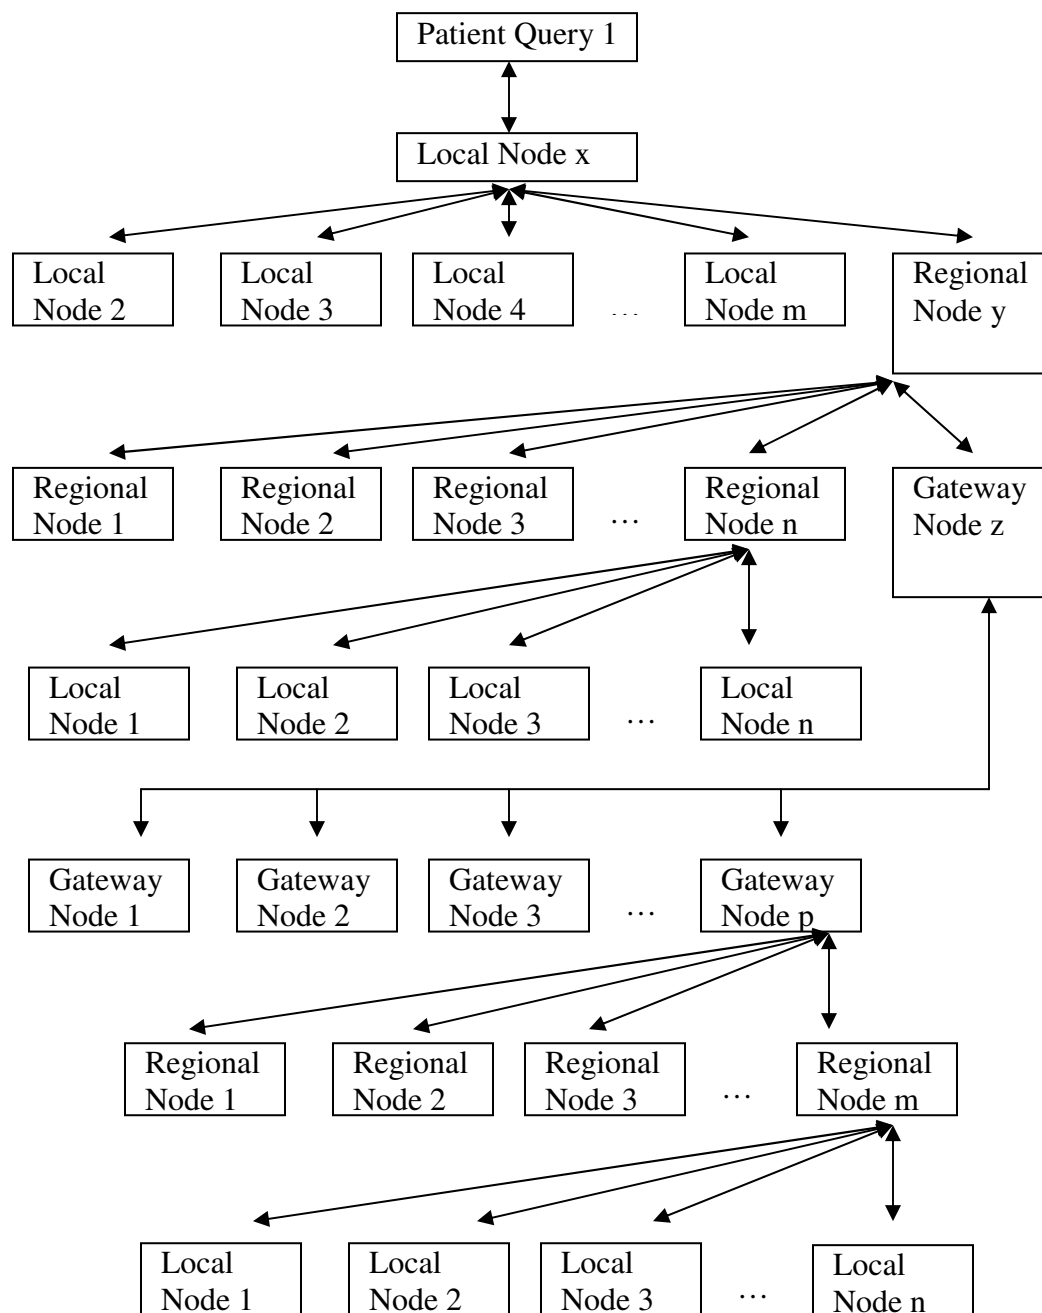 Patient Query 1
Local Node x
Local
Node 2
Local
Node 3
Local
Node 4
...
Local
Node m
Regional
Node y
Regional
Node 1
Regional
Node 2
Regional
Node 3
...
Regional
Node n
Gateway
Node z
Local
Node 1
Local
Node 2
Local
Node 3
...
Local
Node n
Gateway
Node 1
Gateway
Node 2
Gateway
Node 3
...
Gateway
Node p
Regional
Node 1
Regional
Node 2
Regional
Node 3
...
Regional
Node m
Local
Node 1
Local
Node 2
Local
Node 3
...
Local
Node n